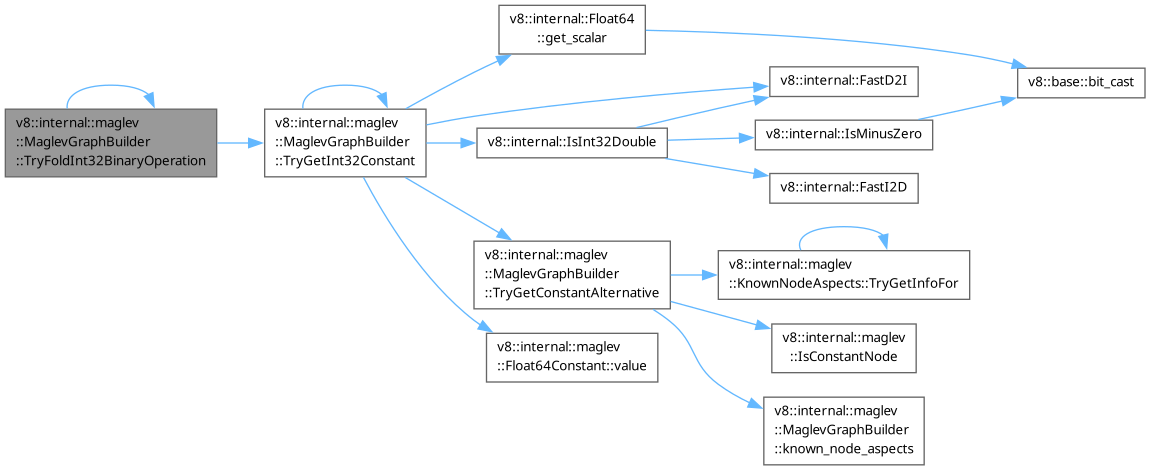 v8::internal::maglev
::MaglevGraphBuilder
::TryFoldInt32BinaryOperation
v8::internal::maglev
::MaglevGraphBuilder
::TryGetInt32Constant
v8::internal::Float64
::get_scalar
v8::internal::FastD2I
v8::base::bit_cast
v8::internal::IsInt32Double
v8::internal::IsMinusZero
v8::internal::FastI2D
v8::internal::maglev
::MaglevGraphBuilder
::TryGetConstantAlternative
v8::internal::maglev
::KnownNodeAspects::TryGetInfoFor
v8::internal::maglev
::IsConstantNode
v8::internal::maglev
::Float64Constant::value
v8::internal::maglev
::MaglevGraphBuilder
::known_node_aspects